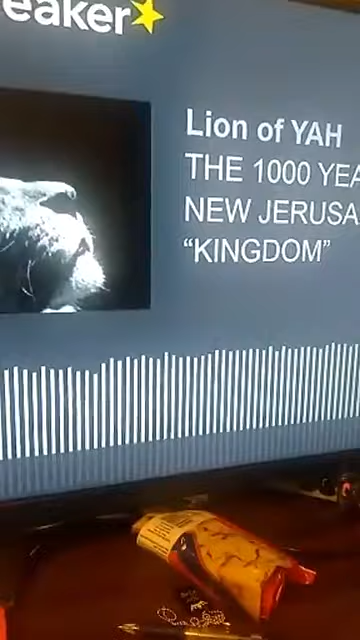 eaker
Lion of YAH
THE 1000 YEA
NEW JERUSA
“KINGDOM”